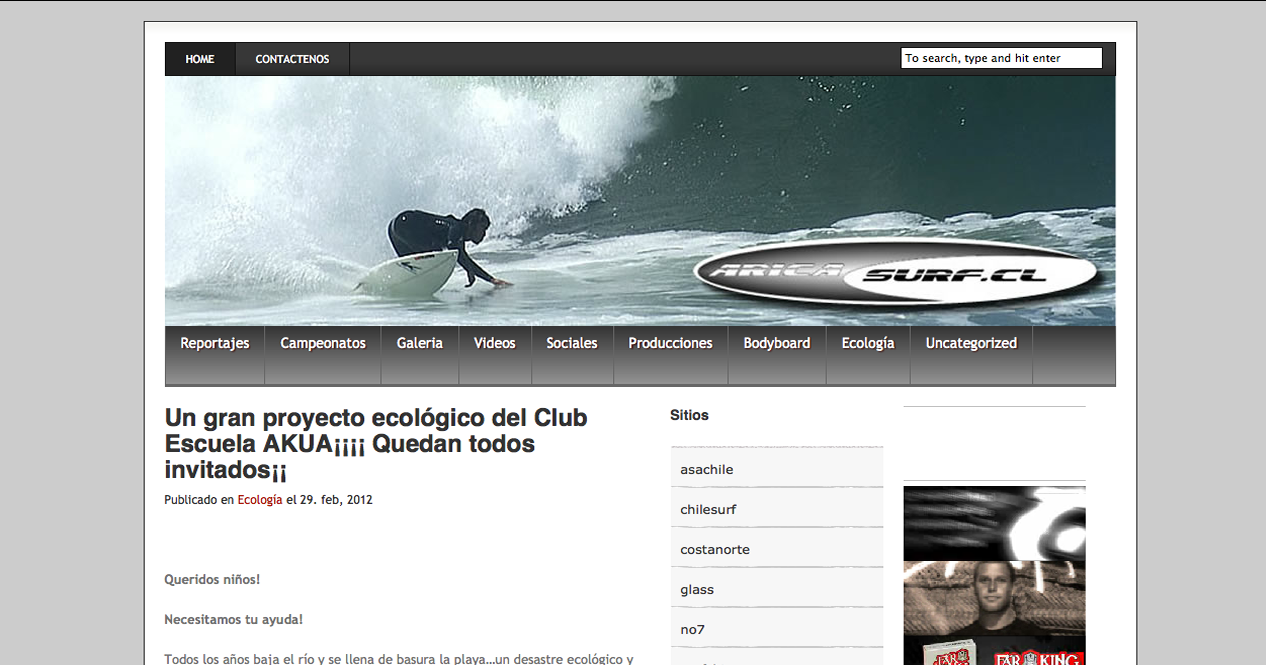 HOME
CONTACTENOS
To search, type and hit enter
ARICA SURF.CL
Reportajes
Campeonatos
Galeria
Videos
Sociales
Producciones
Bodyboard
Ecología
Uncategorized
Un gran proyecto ecológico del Club
Escuela AKUA¡¡¡¡ Quedan todos
invitados¡¡
Publicado en Ecología el 29. feb, 2012
Queridos niños!
Necesitamos tu ayuda!
Todos los años baja el río y se llena de basura la playa…un desastre ecológico y
Sitios
asachile
chilesurf
costanorte
glass
no7
FAR KING